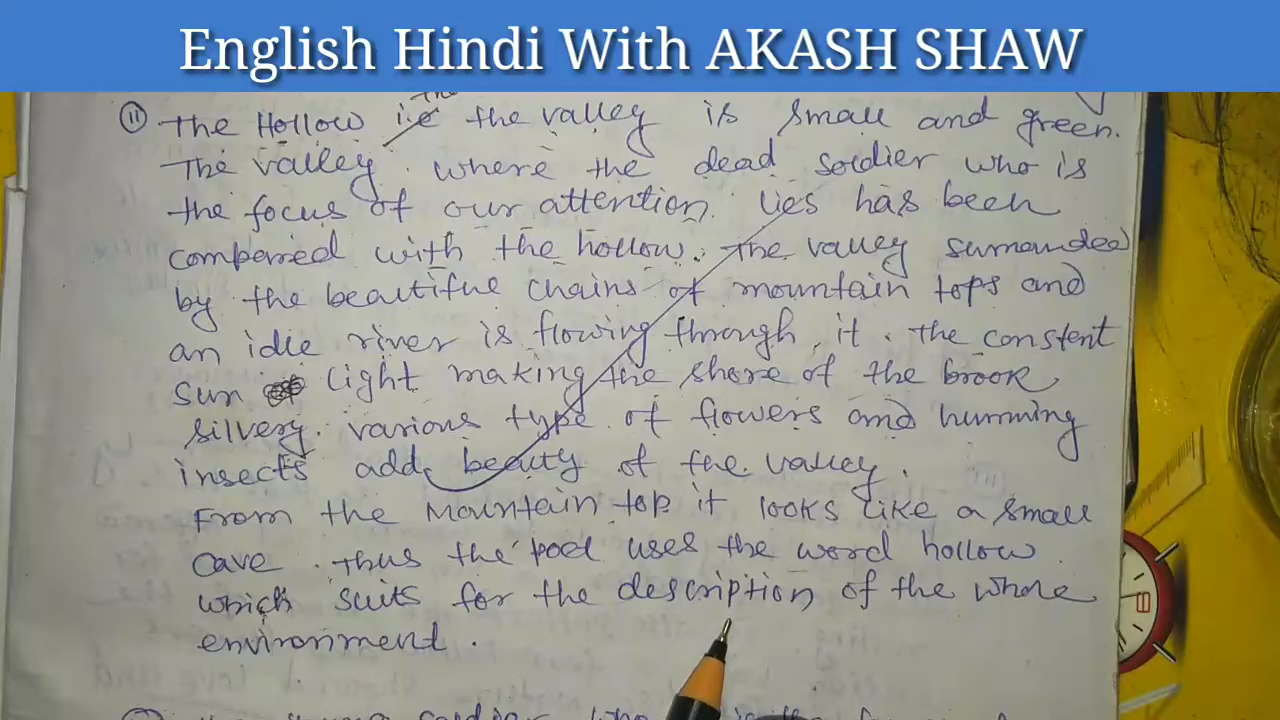 English Hindi With AKASH SHAW
the
ⅱ The Hollow i.e the valley is small and green.
The valley. where the dead soldier who is
the focus of our attention. lies has been
comperied with the hollow. The valley surrounded
by the beautiful chains of mountain tops and
an idle river is flowing through it. The constent
sun light making the shore of the brook
silvery. various type of flowers and humming
insects add beauty of the valley.
From the Mountain top it looks like a small
cave. Thus the poet uses the word hollow
which suits for the description of the whole
environment.